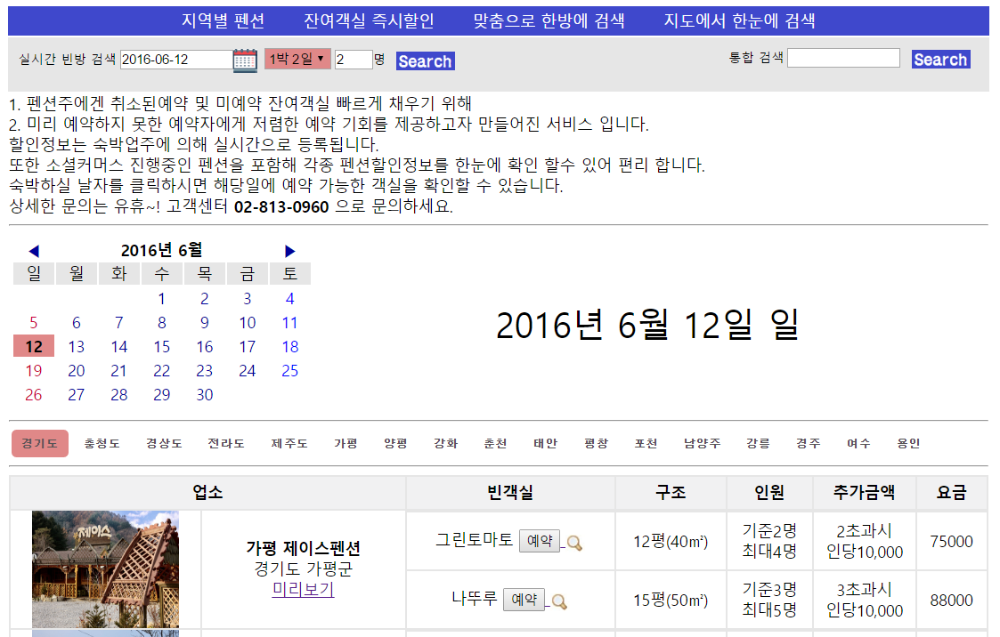 지역별 펜션 잔여객실 즉시할인 맞춤으로 한방에 검색 지도에서 한눈에 검색
실시간 빈방 검색 2016-06-12 1박 2일 ▼ 2 명 Search 통합 검색 Search
1. 펜션주에겐 취소된예약 및 미예약 잔여객실 빠르게 채우기 위해
2. 미리 예약하지 못한 예약자에게 저렴한 예약 기회를 제공하고자 만들어진 서비스 입니다.
할인정보는 숙박업주에 의해 실시간으로 등록됩니다.
또한 소셜커머스 진행중인 펜션을 포함해 각종 펜션할인정보를 한눈에 확인 할수 있어 편리 합니다.
숙박하실 날자를 클릭하시면 해당일에 예약 가능한 객실을 확인할 수 있습니다.
상세한 문의는 유휴~! 고객센터 02-813-0960 으로 문의하세요.
◀ 2016년 6월 ▶
일 월 화 수 목 금 토
1 2 3 4
5 6 7 8 9 10 11
12 13 14 15 16 17 18
19 20 21 22 23 24 25
26 27 28 29 30
2016년 6월 12일 일
경기도 충청도 경상도 전라도 제주도 가평 양평 강화 춘천 태안 평창 포천 남양주 강릉 경주 여수 용인
업소 빈객실 구조 인원 추가금액 요금
제이스
가평 제이스펜션
경기도 가평군
미리보기
그린토마토 예약 12평(40㎡) 기준2명 2초과시 75000
최대4명 인당10,000
나뚜루 예약 15평(50㎡) 기준3명 3초과시 88000
최대5명 인당10,000